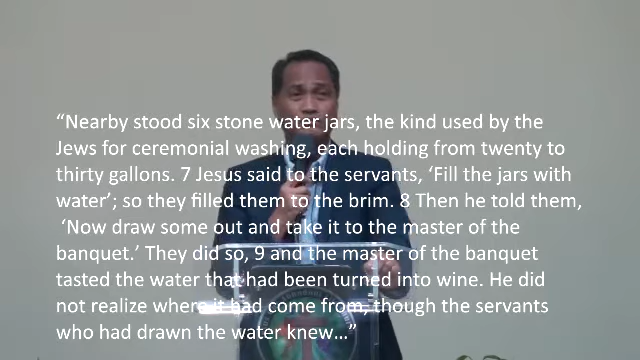 “Nearby stood six stone water jars, the kind used by the
Jews for ceremonial washing, each holding from twenty to
thirty gallons. 7 Jesus said to the servants, ‘Fill the jars with
water’; so they filled them to the brim. 8 Then he told them,
‘Now draw some out and take it to the master of the
banquet.’ They did so, 9 and the master of the banquet
tasted the water that had been turned into wine. He did
not realize where it had come from, though the servants
who had drawn the water knew…”